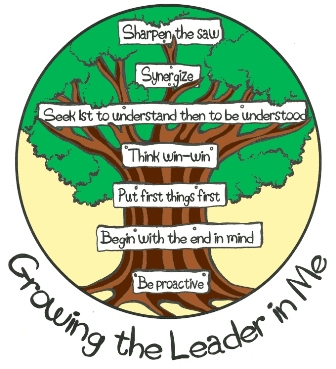 Sharpen the saw
Synergize
Seek 1st to understand then to be understood
Think win-win
Put first things first
Begin with the end in mind
Be proactive
Growing the Leader in Me